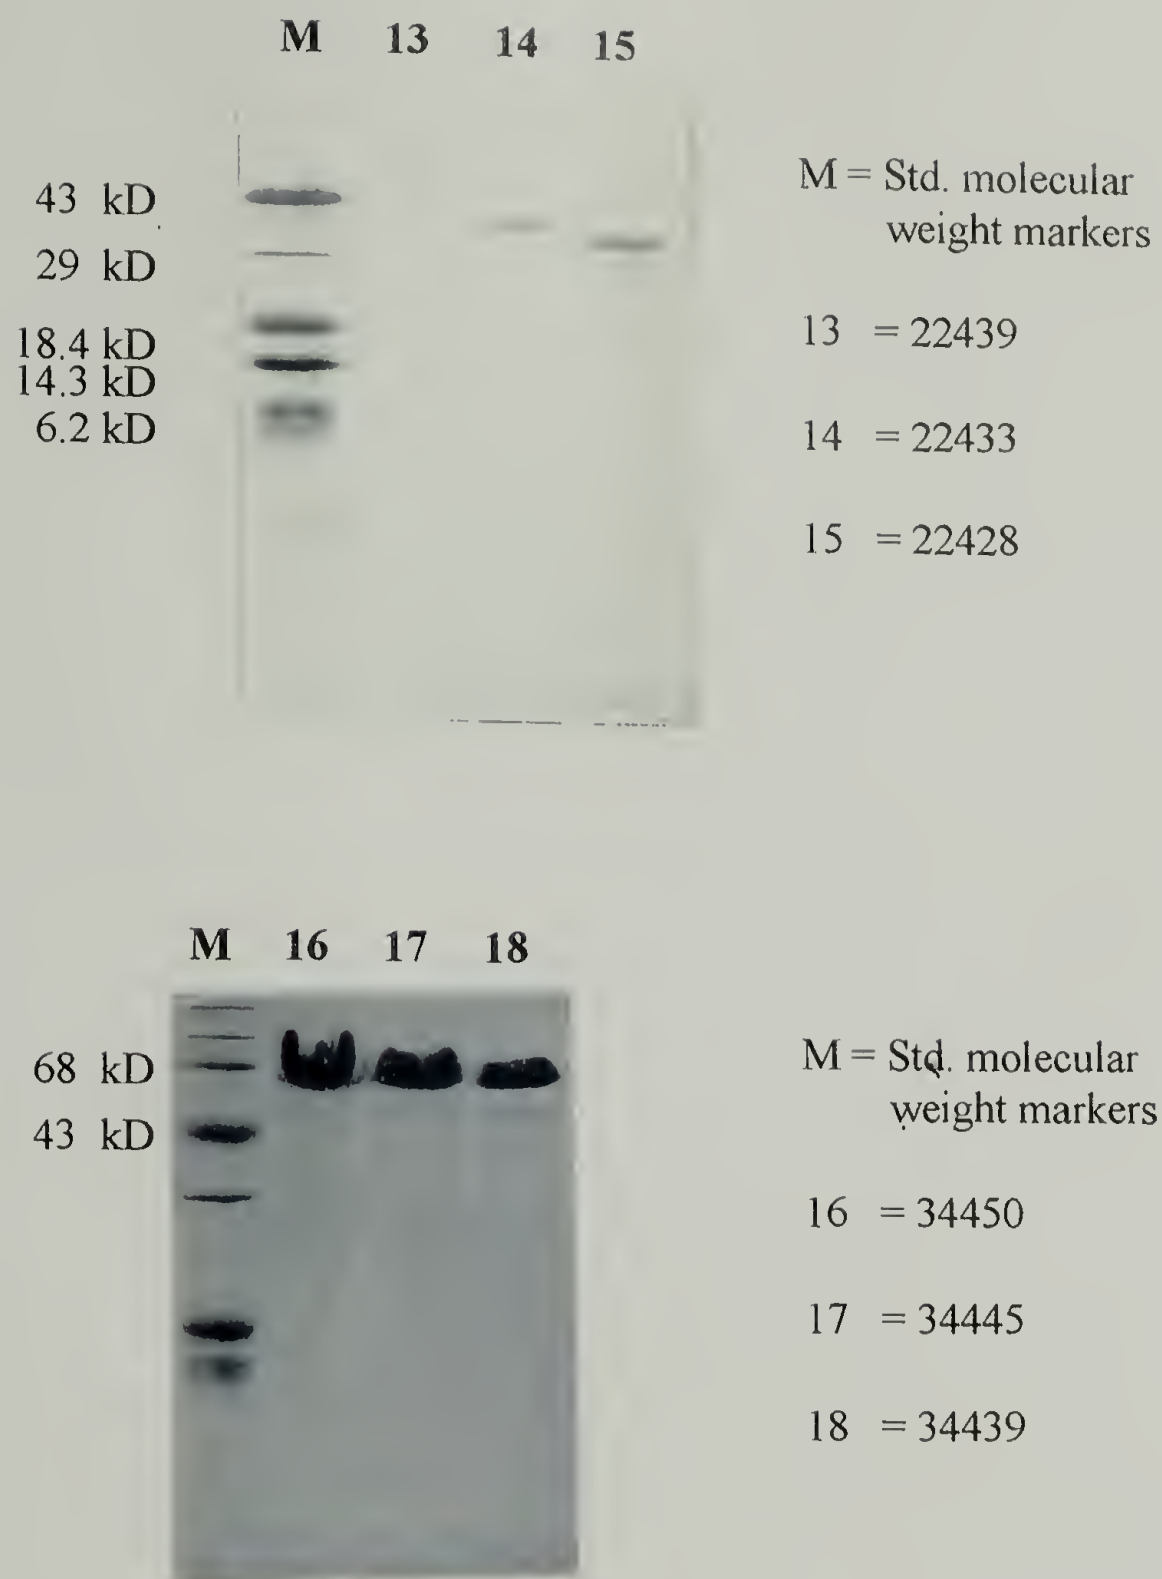 M 13 14 15
43 kD
29 kD
18.4 kD
14.3 kD
6.2 kD
M = Std. molecular
weight markers
13 = 22439
14 = 22433
15 = 22428
M 16 17 18
68 kD
43 kD
M = Std. molecular
weight markers
16 = 34450
17 = 34445
18 = 34439